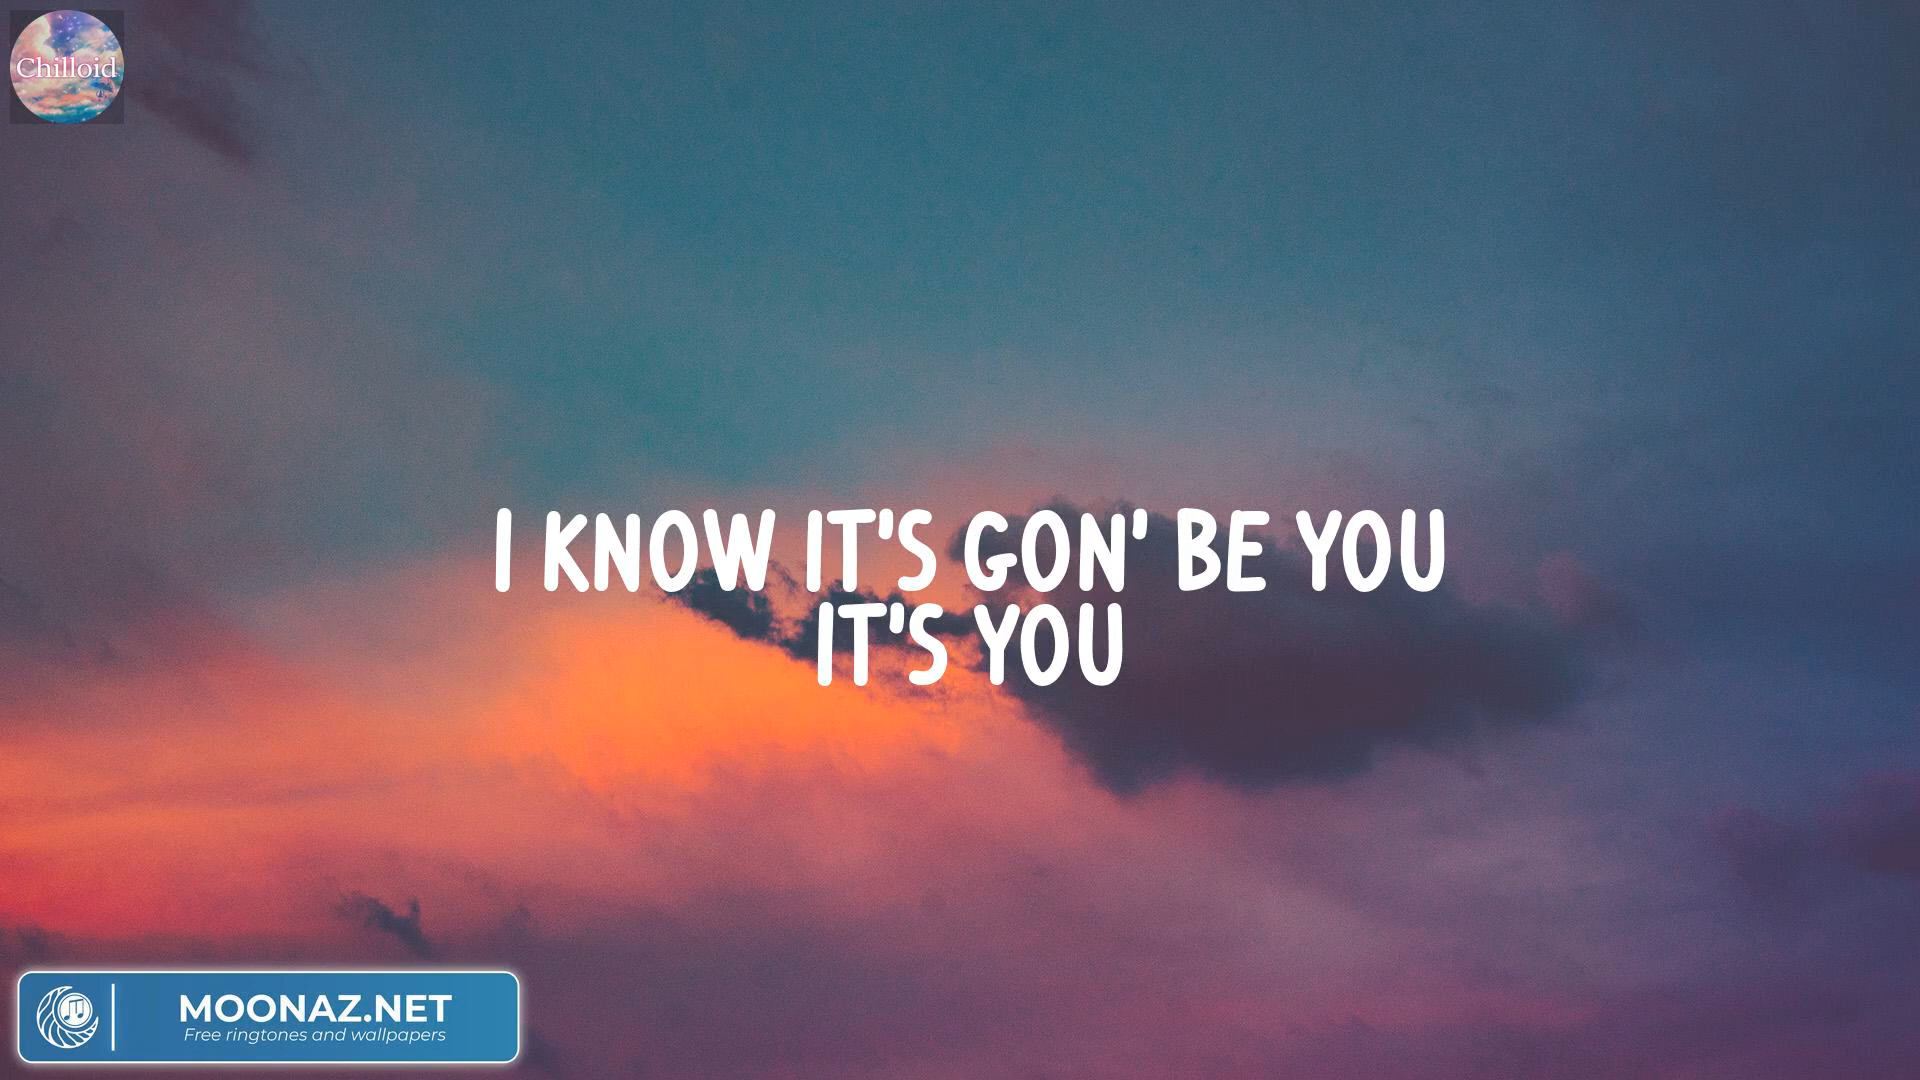 Chilloid
I KNOW IT'S GON' BE YOU
IT'S YOU
MOONAZ.NET
Free ringtones and wallpapers